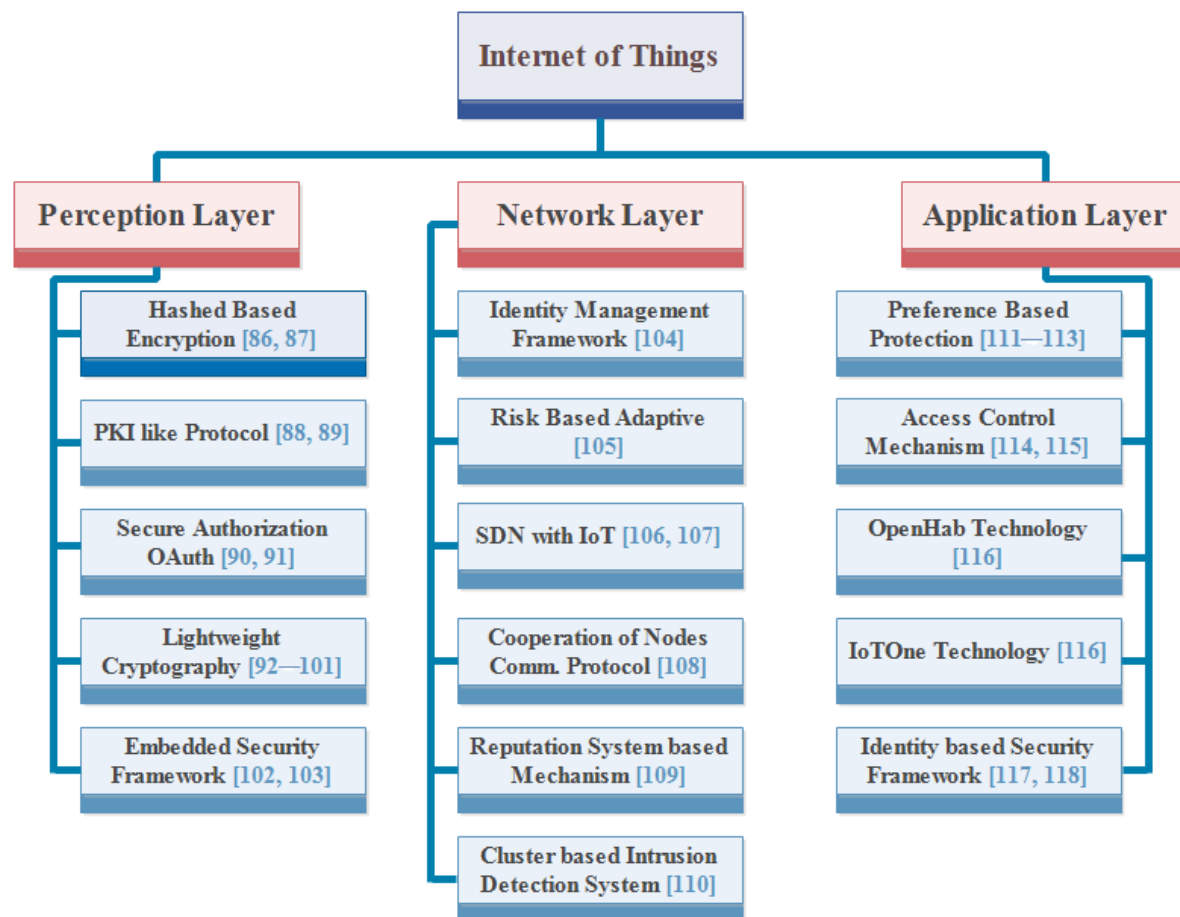 Internet of Things
Perception Layer
Hashed Based
Encryption [86, 87]
PKI like Protocol [88, 89]
Secure Authorization
OAuth [90, 91]
Lightweight
Cryptography [92—101]
Embedded Security
Framework [102, 103]
Network Layer
Identity Management
Framework [104]
Risk Based Adaptive
[105]
SDN with IoT [106, 107]
Cooperation of Nodes
Comm. Protocol [108]
Reputation System based
Mechanism [109]
Cluster based Intrusion
Detection System [110]
Application Layer
Preference Based
Protection [111—113]
Access Control
Mechanism [114, 115]
OpenHab Technology
[116]
IoTOne Technology [116]
Identity based Security
Framework [117, 118]